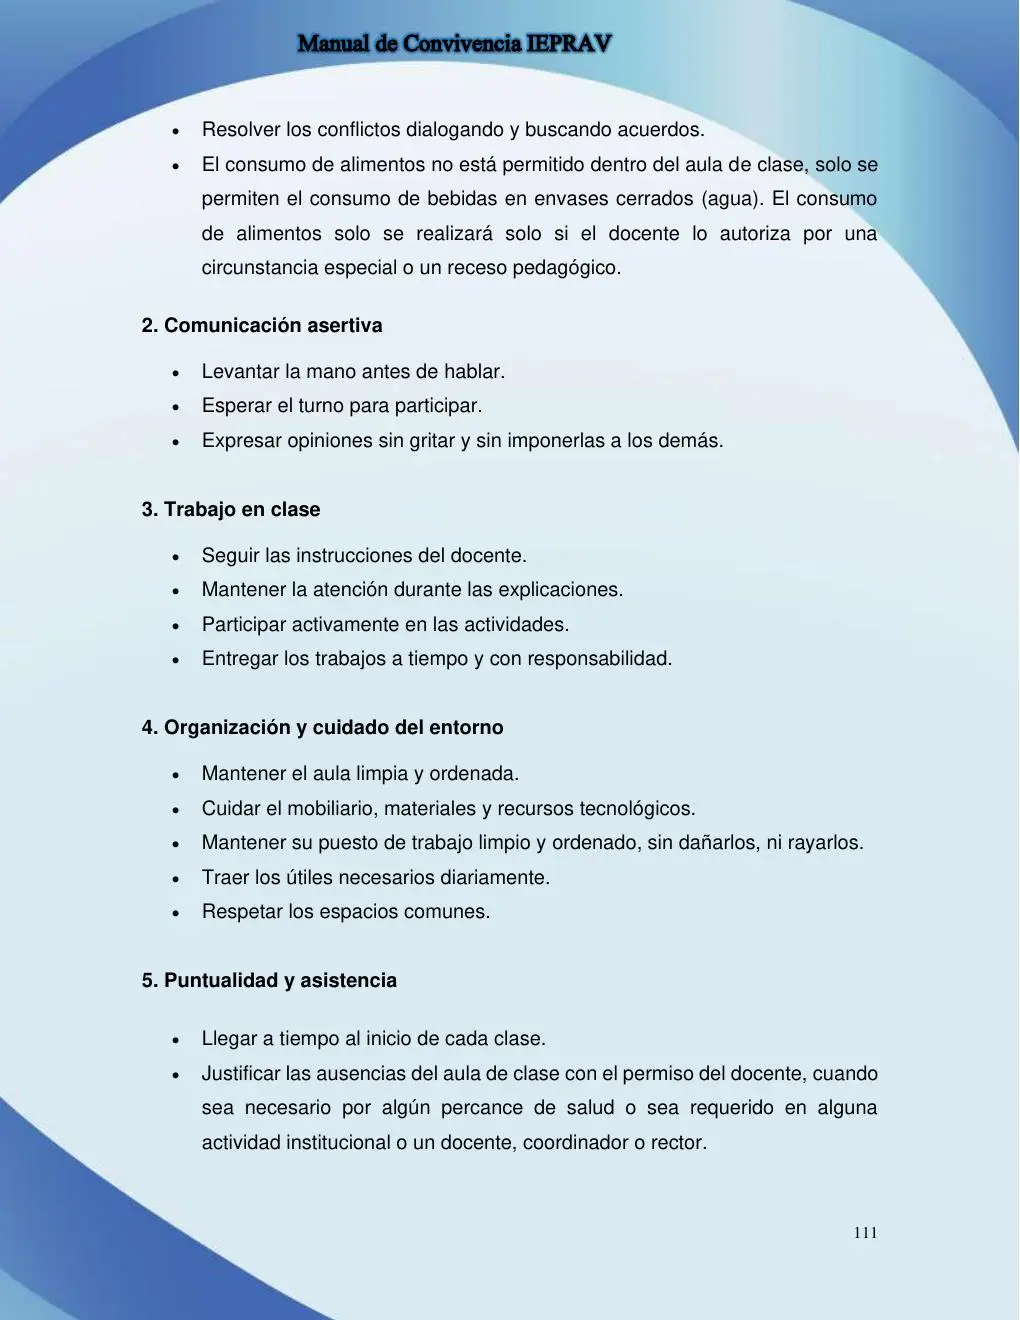 Manual de Convivencia IEPRAV
• Resolver los conflictos dialogando y buscando acuerdos.
• El consumo de alimentos no está permitido dentro del aula de clase, solo se
permiten el consumo de bebidas en envases cerrados (agua). El consumo
de alimentos solo se realizará solo si el docente lo autoriza por una
circunstancia especial o un receso pedagógico.
2. Comunicación asertiva
• Levantar la mano antes de hablar.
• Esperar el turno para participar.
• Expresar opiniones sin gritar y sin imponerlas a los demás.
3. Trabajo en clase
• Seguir las instrucciones del docente.
• Mantener la atención durante las explicaciones.
• Participar activamente en las actividades.
• Entregar los trabajos a tiempo y con responsabilidad.
4. Organización y cuidado del entorno
• Mantener el aula limpia y ordenada.
• Cuidar el mobiliario, materiales y recursos tecnológicos.
• Mantener su puesto de trabajo limpio y ordenado, sin dañarlos, ni rayarlos.
• Traer los útiles necesarios diariamente.
• Respetar los espacios comunes.
5. Puntualidad y asistencia
• Llegar a tiempo al inicio de cada clase.
• Justificar las ausencias del aula de clase con el permiso del docente, cuando
sea necesario por algún percance de salud o sea requerido en alguna
actividad institucional o un docente, coordinador o rector.
111